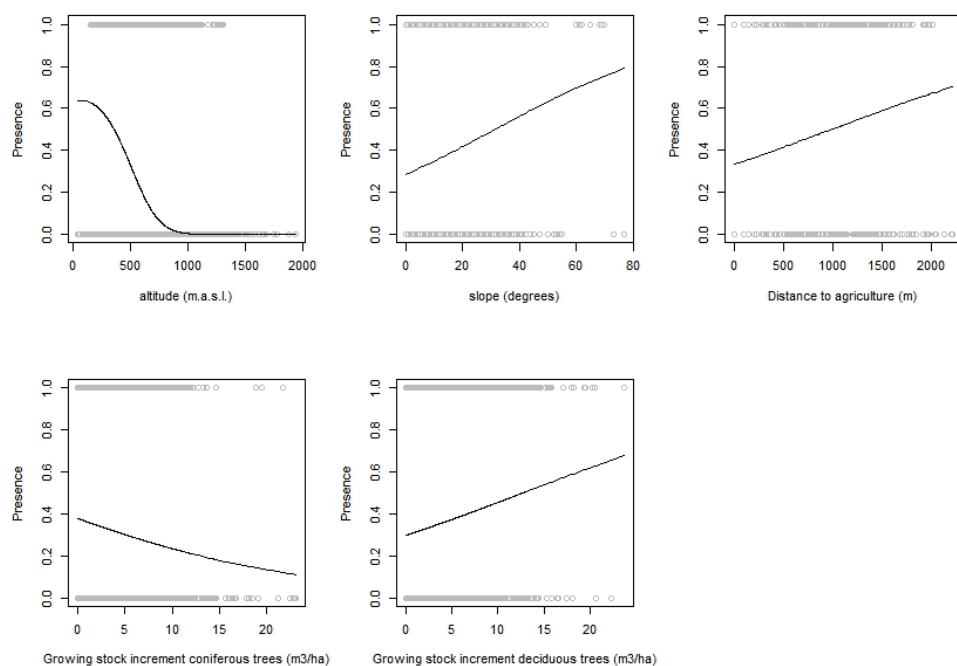 Presence
0.0 0.2 0.4 0.6 0.8 1.0
0 500 1000 1500 2000
altitude (m.a.s.l.)
Presence
0.0 0.2 0.4 0.6 0.8 1.0
0 20 40 60 80
slope (degrees)
Presence
0.0 0.2 0.4 0.6 0.8 1.0
0 500 1000 1500 2000
Distance to agriculture (m)
Presence
0.0 0.2 0.4 0.6 0.8 1.0
0 5 10 15 20
Growing stock increment coniferous trees (m3/ha)
Presence
0.0 0.2 0.4 0.6 0.8 1.0
0 5 10 15 20
Growing stock increment deciduous trees (m3/ha)